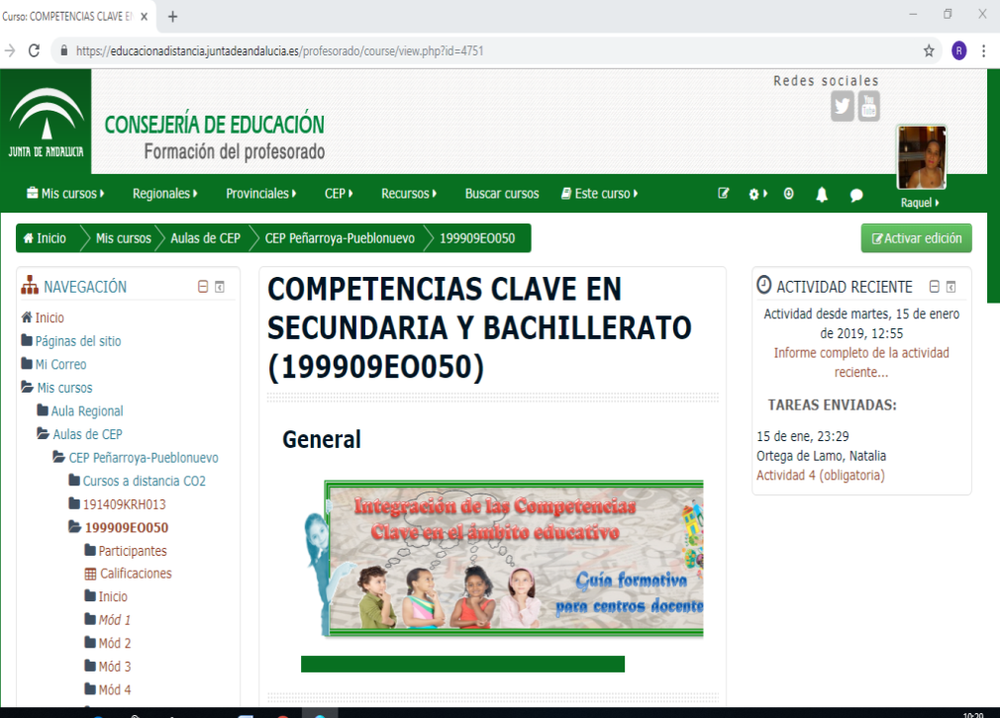 Curso: COMPETENCIAS CLAVE EN
https://educacionadistancia.juntadeandalucia.es/profesorado/course/view.php?id=4751
R
Redes sociales
You
Tube
JUNTA DE ANDALUCIA
CONSEJERÍA DE EDUCACIÓN
Formación del profesorado
Mis cursos
Regionales
Provinciales
CEP
Recursos
Buscar cursos
Este curso
Raquel
Inicio
Mis cursos
Aulas de CEP
CEP Peñarroya-Pueblonuevo
199909EO050
Activar edición
NAVEGACIÓN
Inicio
Páginas del sitio
Mi Correo
Mis cursos
Aula Regional
Aulas de CEP
CEP Peñarroya-Pueblonuevo
Cursos a distancia CO2
191409KRH013
199909EO050
Participantes
Calificaciones
Inicio
Mód 1
Mód 2
Mód 3
Mód 4
COMPETENCIAS CLAVE EN
SECUNDARIA Y BACHILLERATO
(199909EO050)
General
Integración de las Competencias
Clave en el ámbito educativo
Guía formativa
para centros docente
ACTIVIDAD RECIENTE
Actividad desde martes, 15 de enero
de 2019, 12:55
Informe completo de la actividad
reciente...
TAREAS ENVIADAS:
15 de ene, 23:29
Ortega de Lamo, Natalia
Actividad 4 (obligatoria)